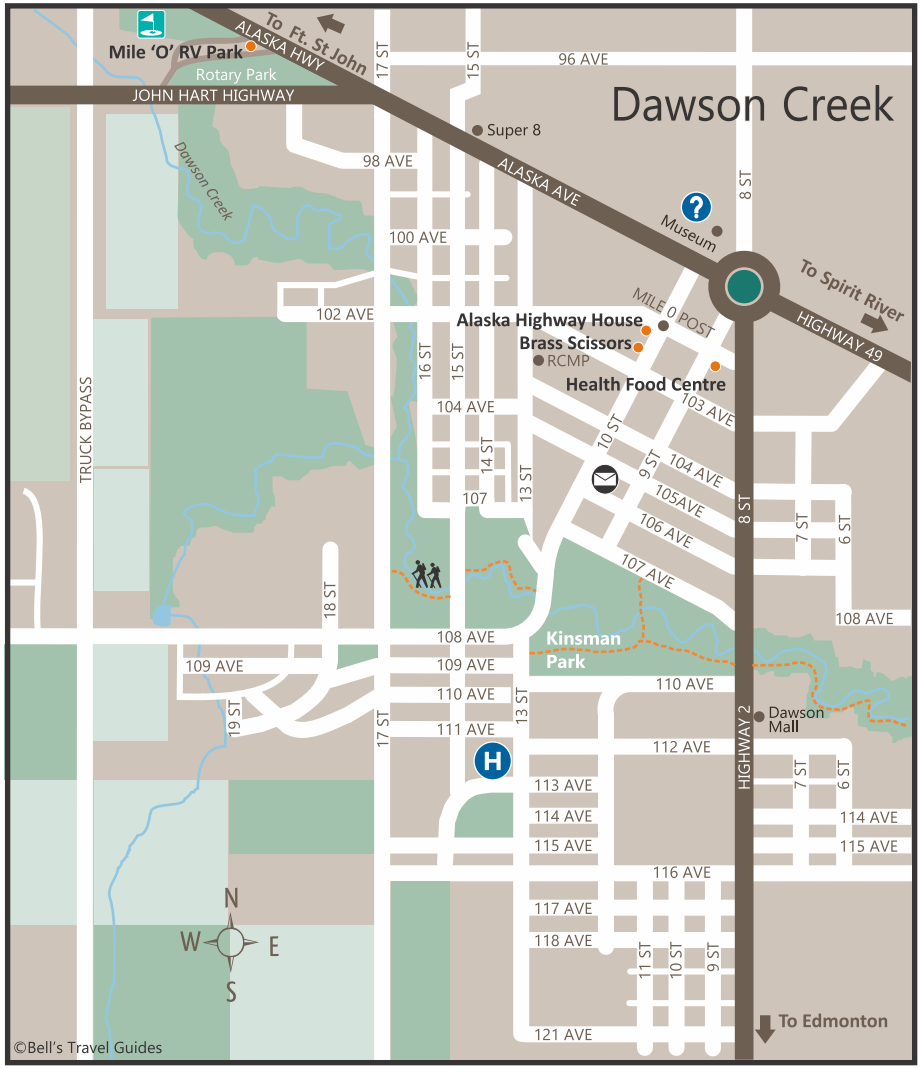 To Ft. St John
ALASKA HWY
Mile ‘O’ RV Park
Rotary Park
JOHN HART HIGHWAY
17 ST
15 ST
96 AVE
Dawson Creek
Super 8
98 AVE
ALASKA AVE
8 ST
Dawson Creek
?
Museum
100 AVE
To Spirit River
HIGHWAY 49
MILE 0 POST
102 AVE
Alaska Highway House
Brass Scissors
RCMP
Health Food Centre
16 ST
15 ST
TRUCK BYPASS
104 AVE
103 AVE
10 ST
14 ST
9 ST
104 AVE
13 ST
107
105AVE
8 ST
7 ST
6 ST
106 AVE
107 AVE
18 ST
108 AVE
108 AVE
Kinsman
Park
109 AVE
109 AVE
110 AVE
110 AVE
13 ST
19 ST
17 ST
111 AVE
HIGHWAY 2
Dawson
Mall
112 AVE
H
7 ST
6 ST
113 AVE
114 AVE
114 AVE
115 AVE
115 AVE
116 AVE
N
W
E
S
117 AVE
118 AVE
11 ST
10 ST
9 ST
121 AVE
To Edmonton
©Bell’s Travel Guides